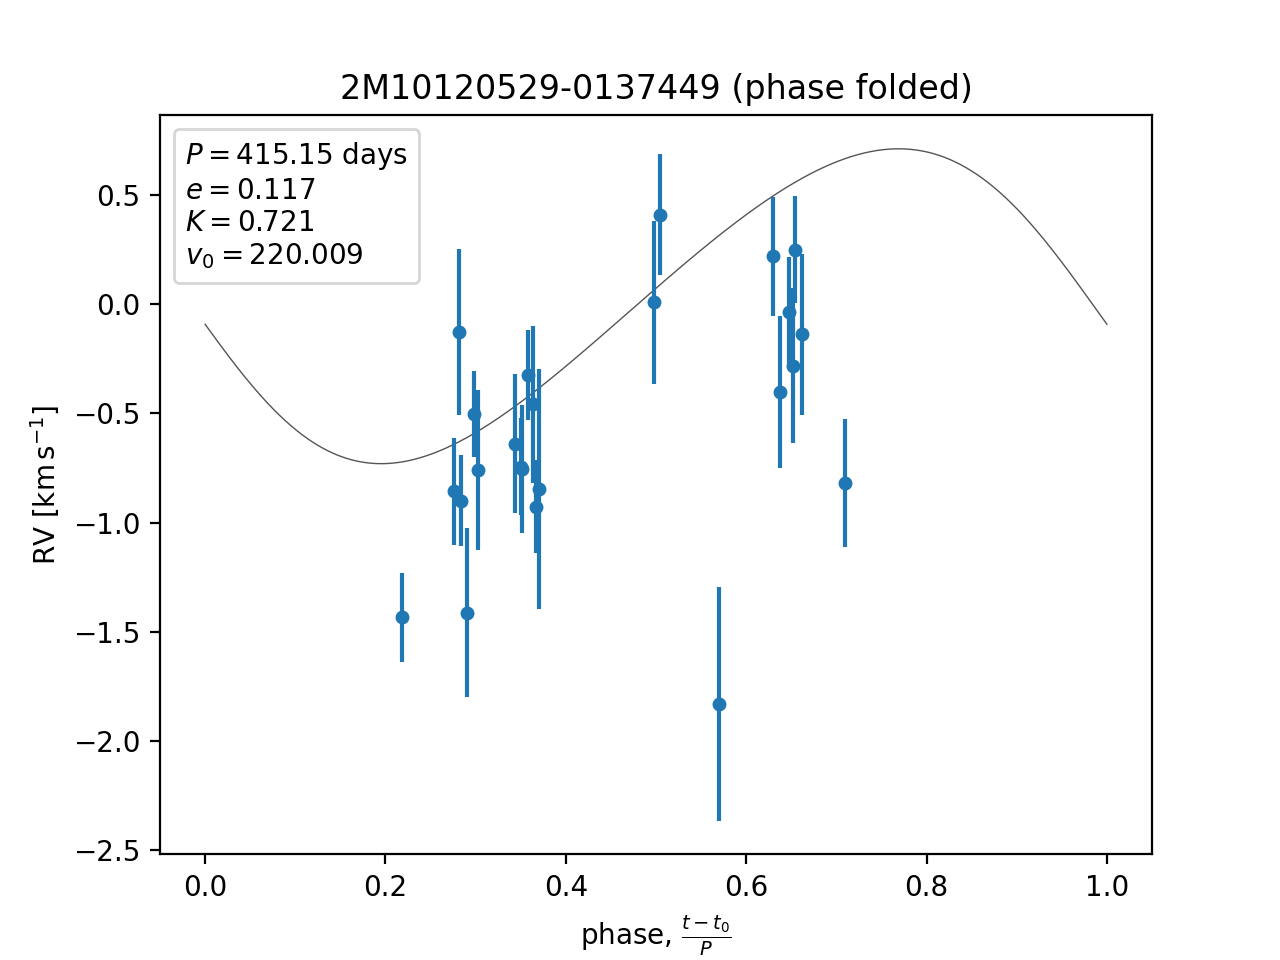 2M10120529-0137449 (phase folded)
P = 415.15 days
e = 0.117
K = 0.721
v₀ = 220.009
0.5
0.0
−0.5
−1.0
−1.5
−2.0
−2.5
RV [km s⁻¹]
0.0 0.2 0.4 0.6 0.8 1.0
phase, (t − t₀)/P